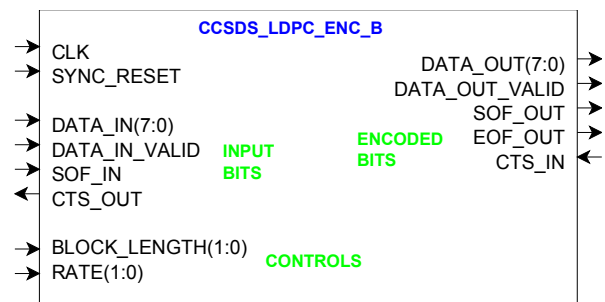 CCSDS_LDPC_ENC_B
CLK
SYNC_RESET
DATA_IN(7:0)
DATA_IN_VALID
SOF_IN
CTS_OUT
INPUT
BITS
BLOCK_LENGTH(1:0)
RATE(1:0)
CONTROLS
DATA_OUT(7:0)
DATA_OUT_VALID
SOF_OUT
EOF_OUT
CTS_IN
ENCODED
BITS